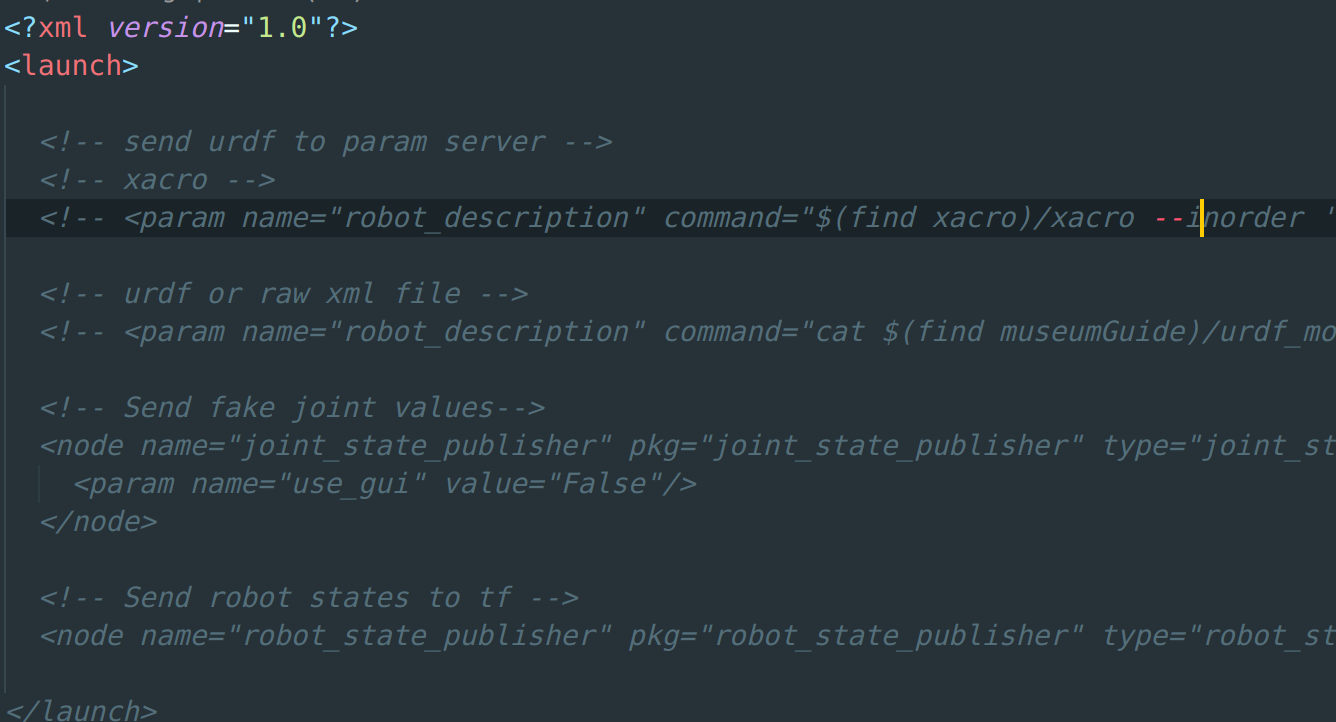 <?xml version="1.0"?>
<launch>
<!-- send urdf to param server -->
<!-- xacro -->
<!-- <param name="robot_description" command="$(find xacro)/xacro --inorder '
<!-- urdf or raw xml file -->
<!-- <param name="robot_description" command="cat $(find museumGuide)/urdf_mo
<!-- Send fake joint values-->
<node name="joint_state_publisher" pkg="joint_state_publisher" type="joint_st
<param name="use_gui" value="False"/>
</node>
<!-- Send robot states to tf -->
<node name="robot_state_publisher" pkg="robot_state_publisher" type="robot_st
</launch>